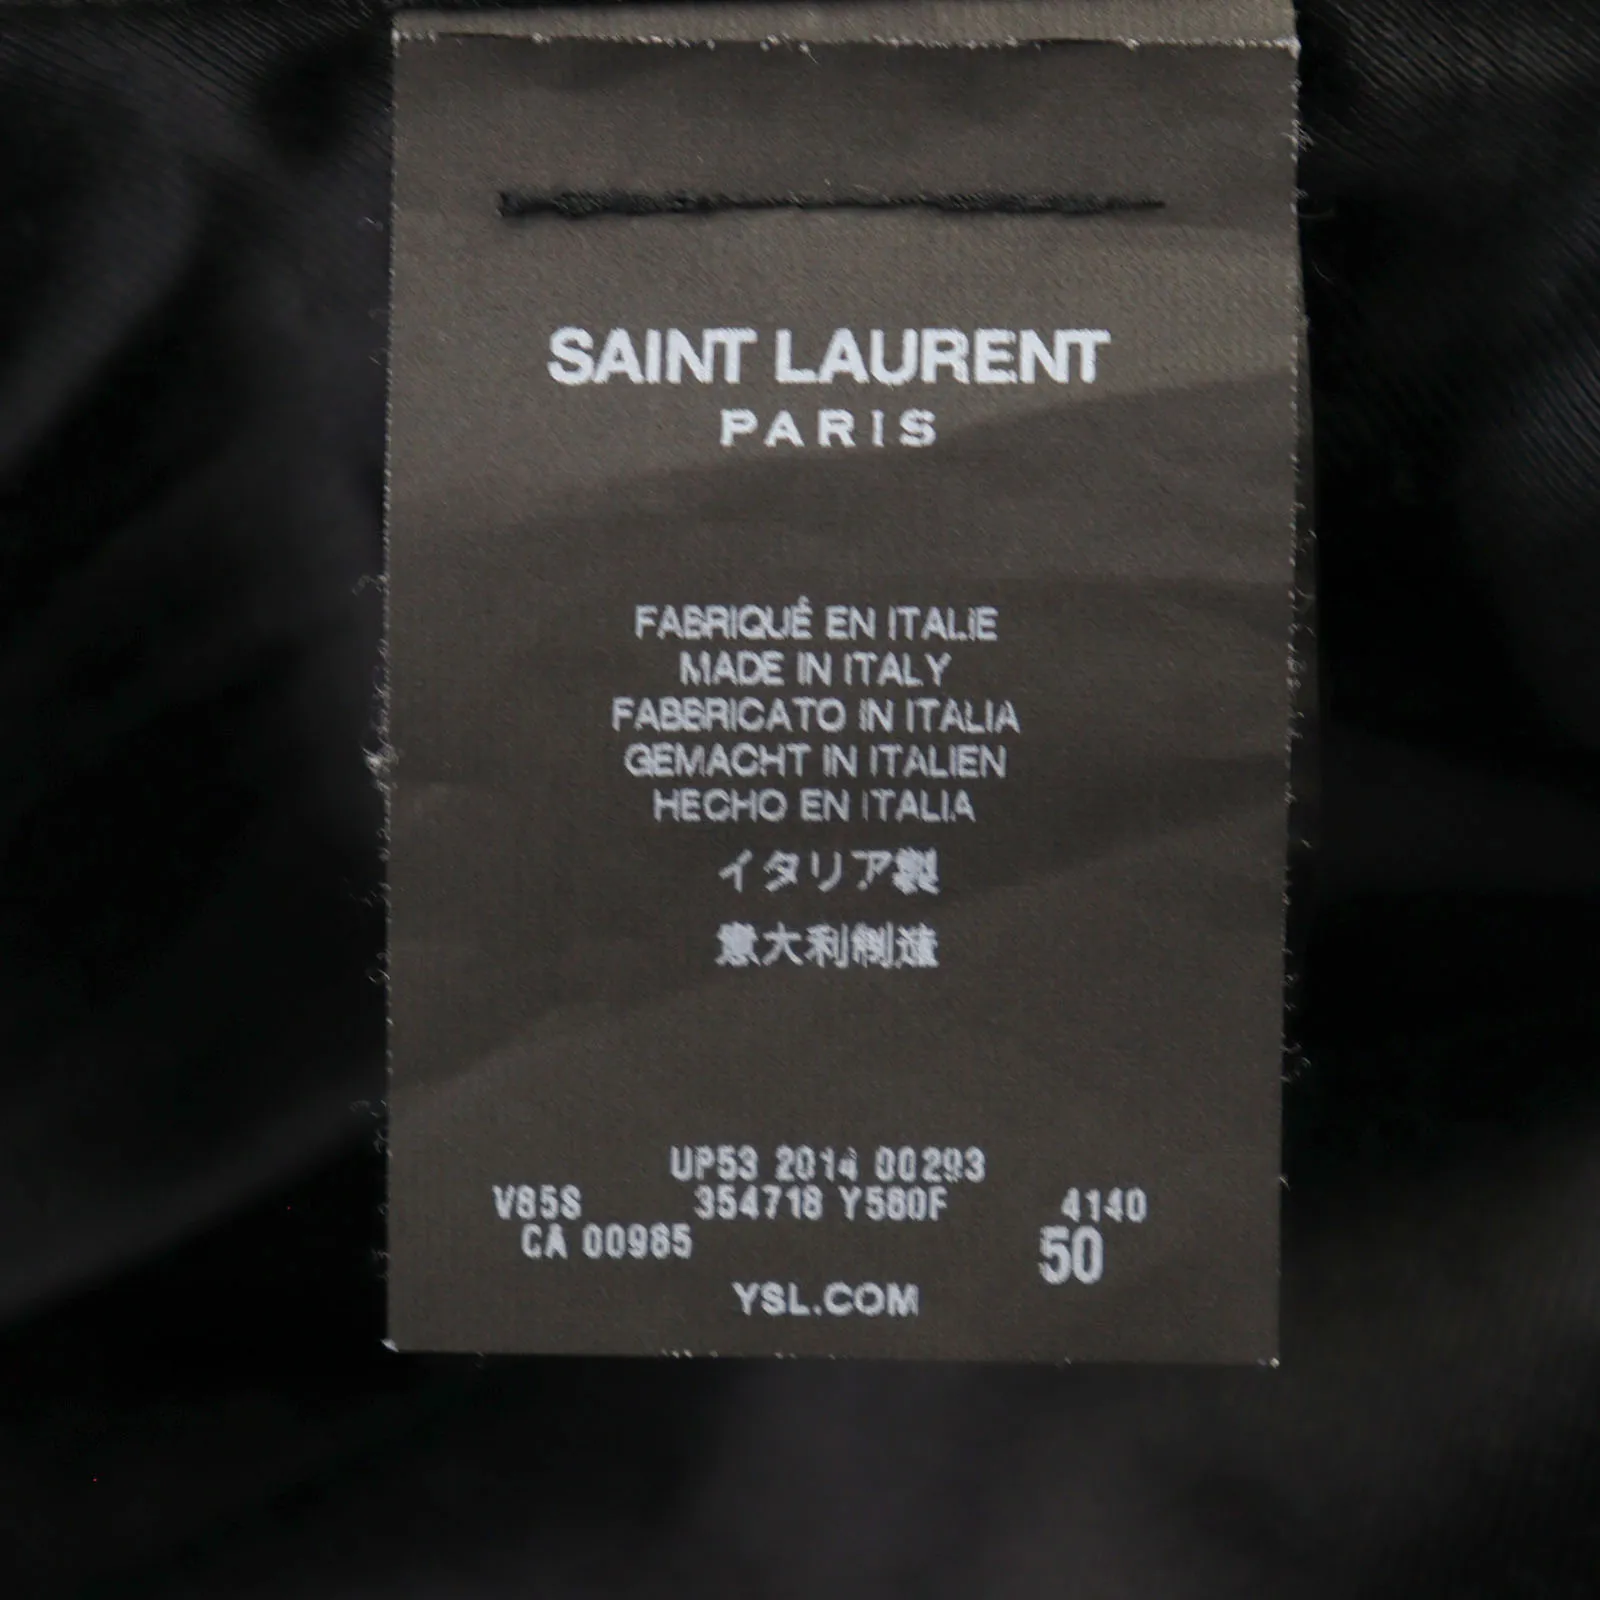 SAINT LAURENT
PARIS
FABRIQUÉ EN ITALIE
MADE IN ITALY
FABBRICATO IN ITALIA
GEMACHT IN ITALIEN
HECHO EN ITALIA
イタリア製
意大利制造
UP53 2014 00293
V85S 354718 Y580F 4140
CA 00985 50
YSL.COM